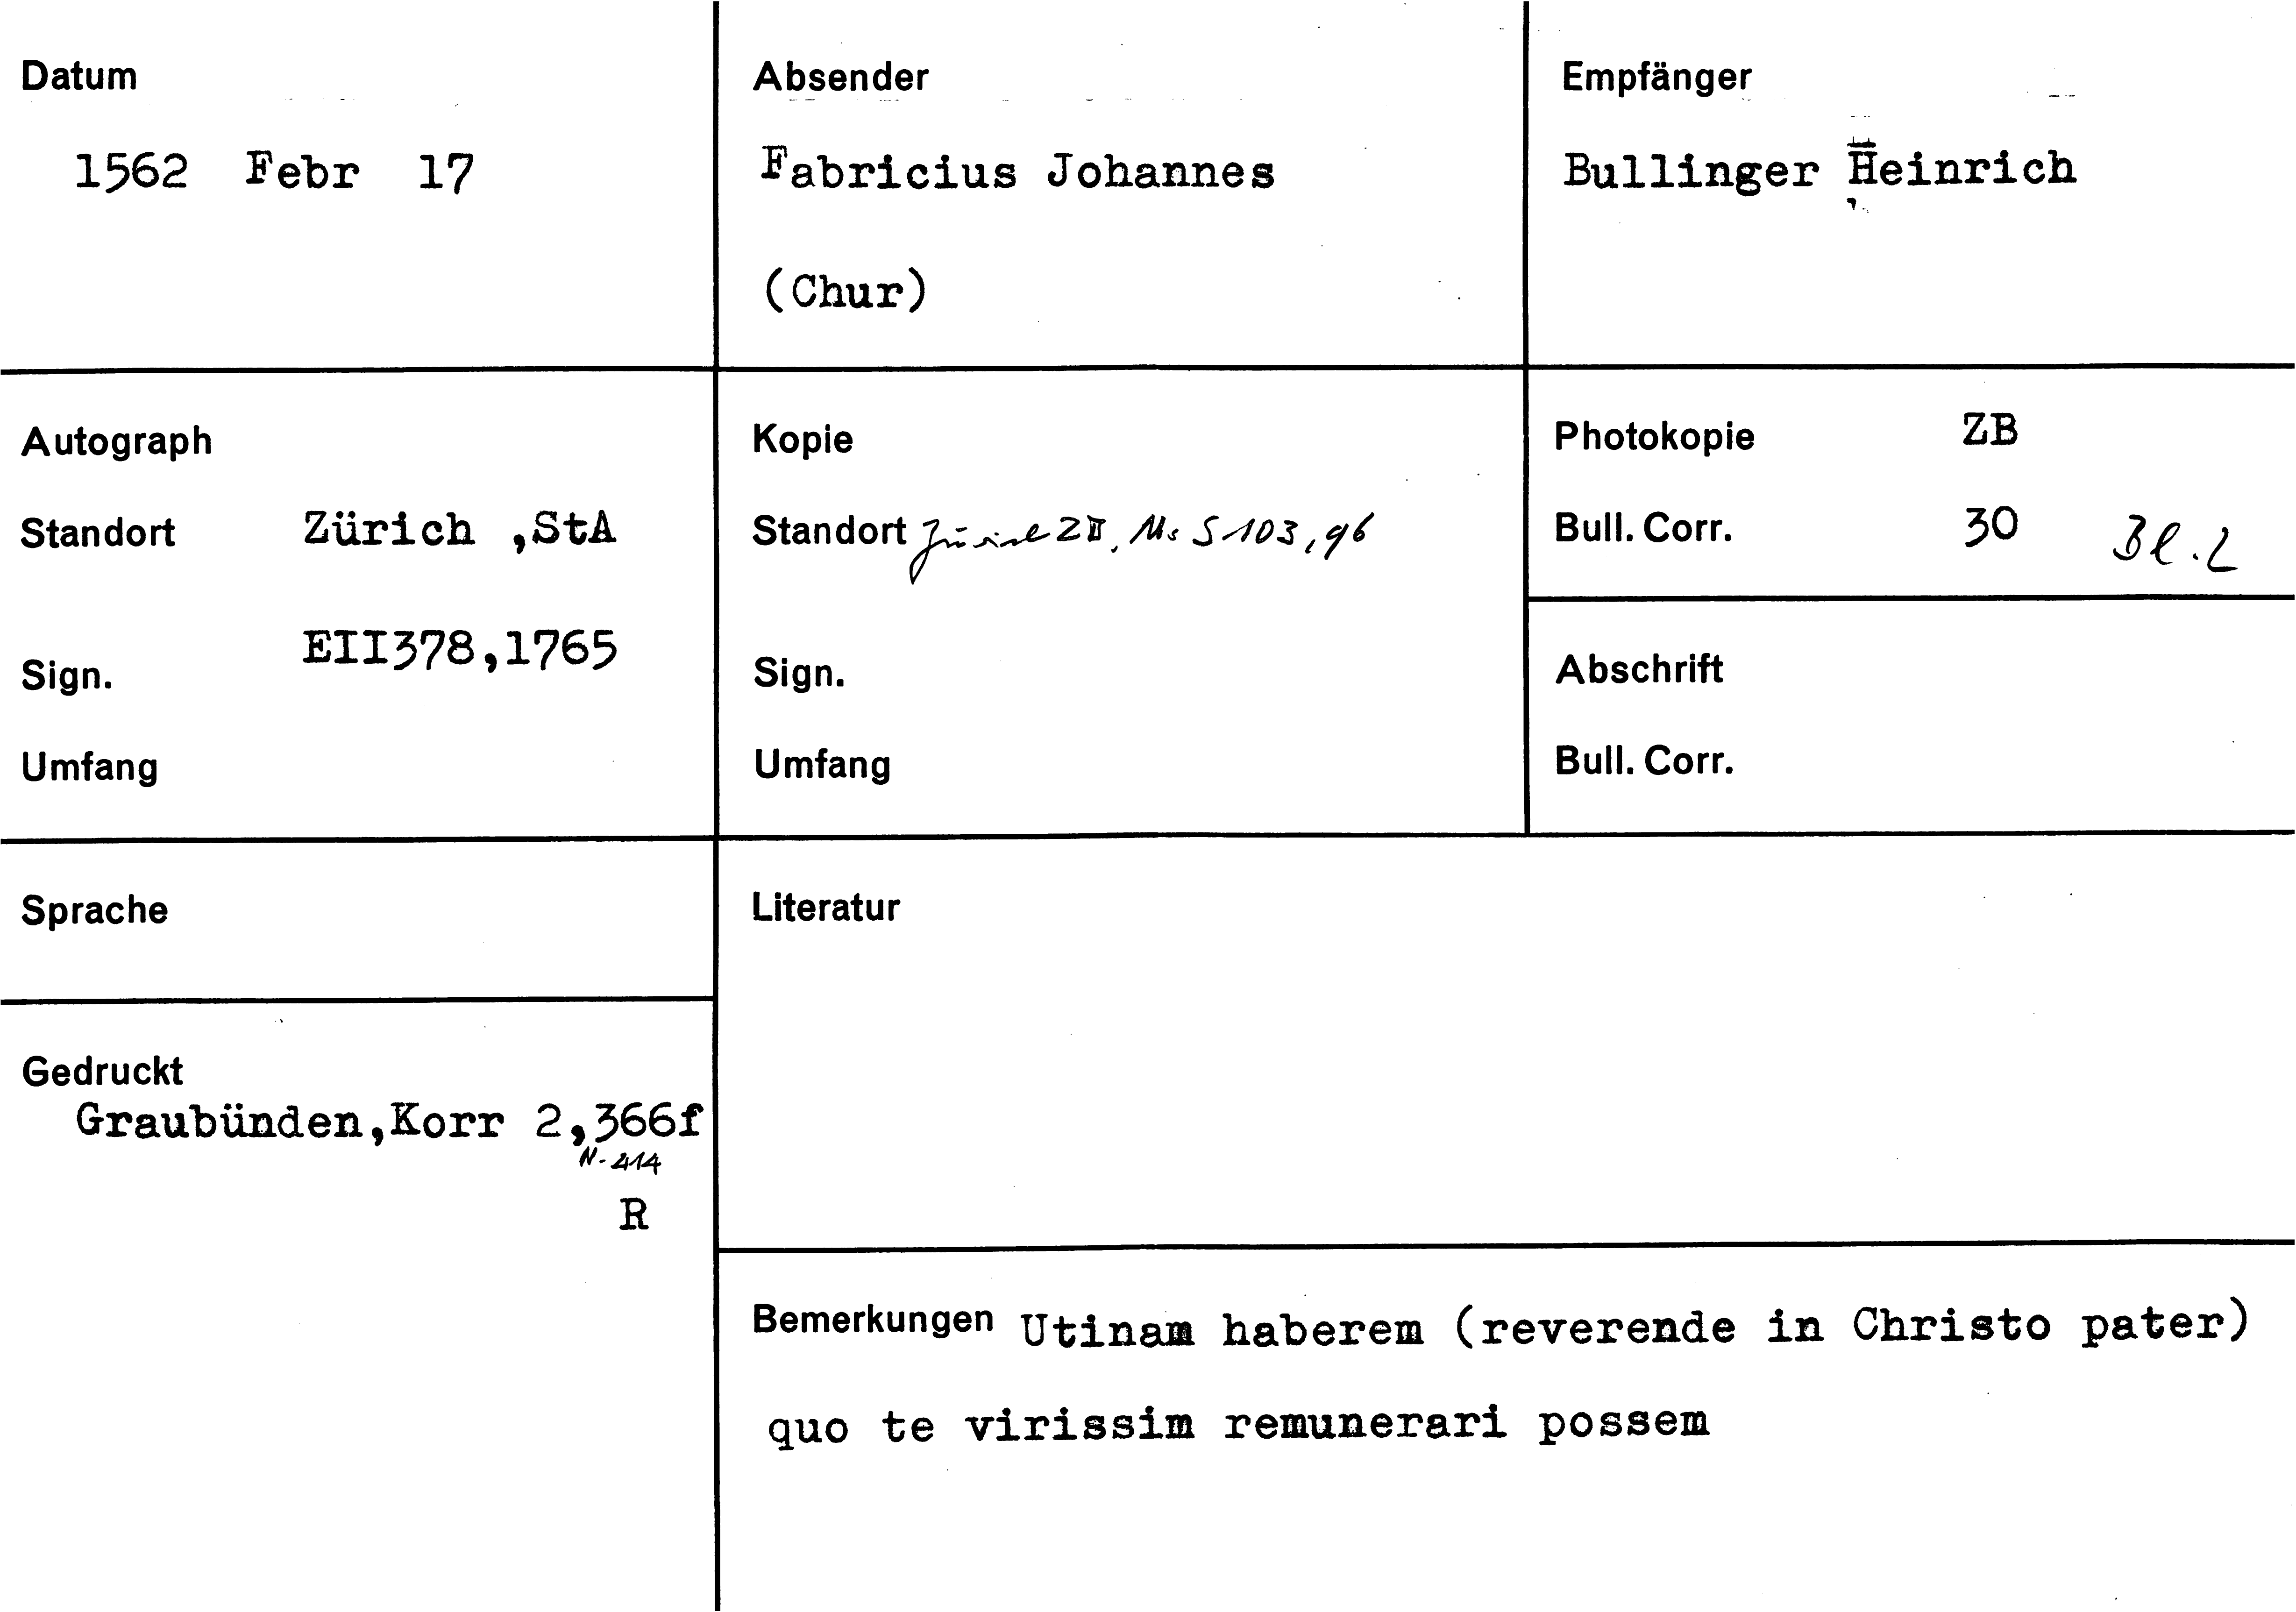 Datum
1562 Febr 17
Absender
Fabricius Johannes
(Chur)
Empfänger
Bullinger Heinrich
Autograph
Standort Zürich ,StA
Sign. EII378,1765
Umfang
Kopie
Standort Zürich ZB, Ms S 103, 96
Sign.
Umfang
Photokopie ZB
Bull. Corr. 30 Bl. 2
Abschrift
Bull. Corr.
Sprache
Literatur
Gedruckt
Graubünden,Korr 2,366f
N. 414
R
Bemerkungen Utinam haberem (reverende in Christo pater)
quo te virissim remunerari possem